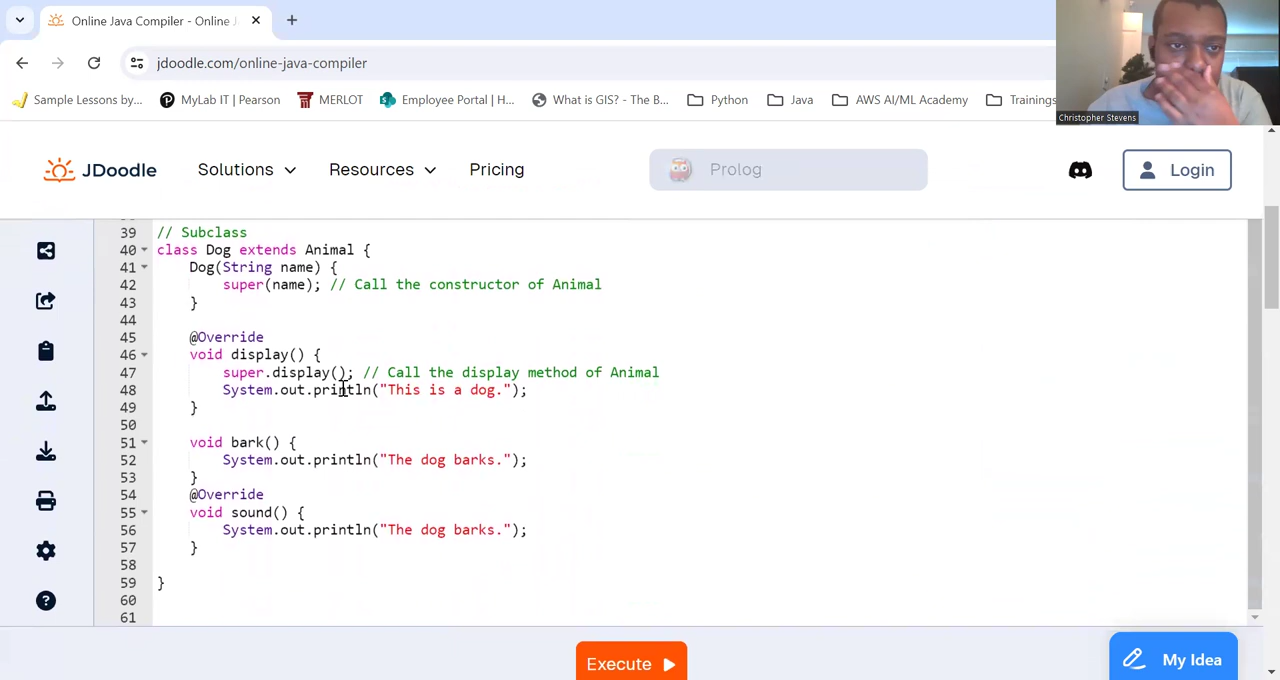 Online Java Compiler - Online J
jdoodle.com/online-java-compiler
Sample Lessons by...
MyLab IT | Pearson
MERLOT
Employee Portal | H...
What is GIS? - The B...
Python
Java
AWS AI/ML Academy
Trainings
Christopher Stevens
JDoodle
Solutions
Resources
Pricing
Prolog
Login
39 // Subclass
40 class Dog extends Animal {
41 Dog(String name) {
42 super(name); // Call the constructor of Animal
43 }
44
45 @Override
46 void display() {
47 super.display(); // Call the display method of Animal
48 System.out.println("This is a dog.");
49 }
50
51 void bark() {
52 System.out.println("The dog barks.");
53 }
54 @Override
55 void sound() {
56 System.out.println("The dog barks.");
57 }
58
59 }
60
61
Execute
My Idea